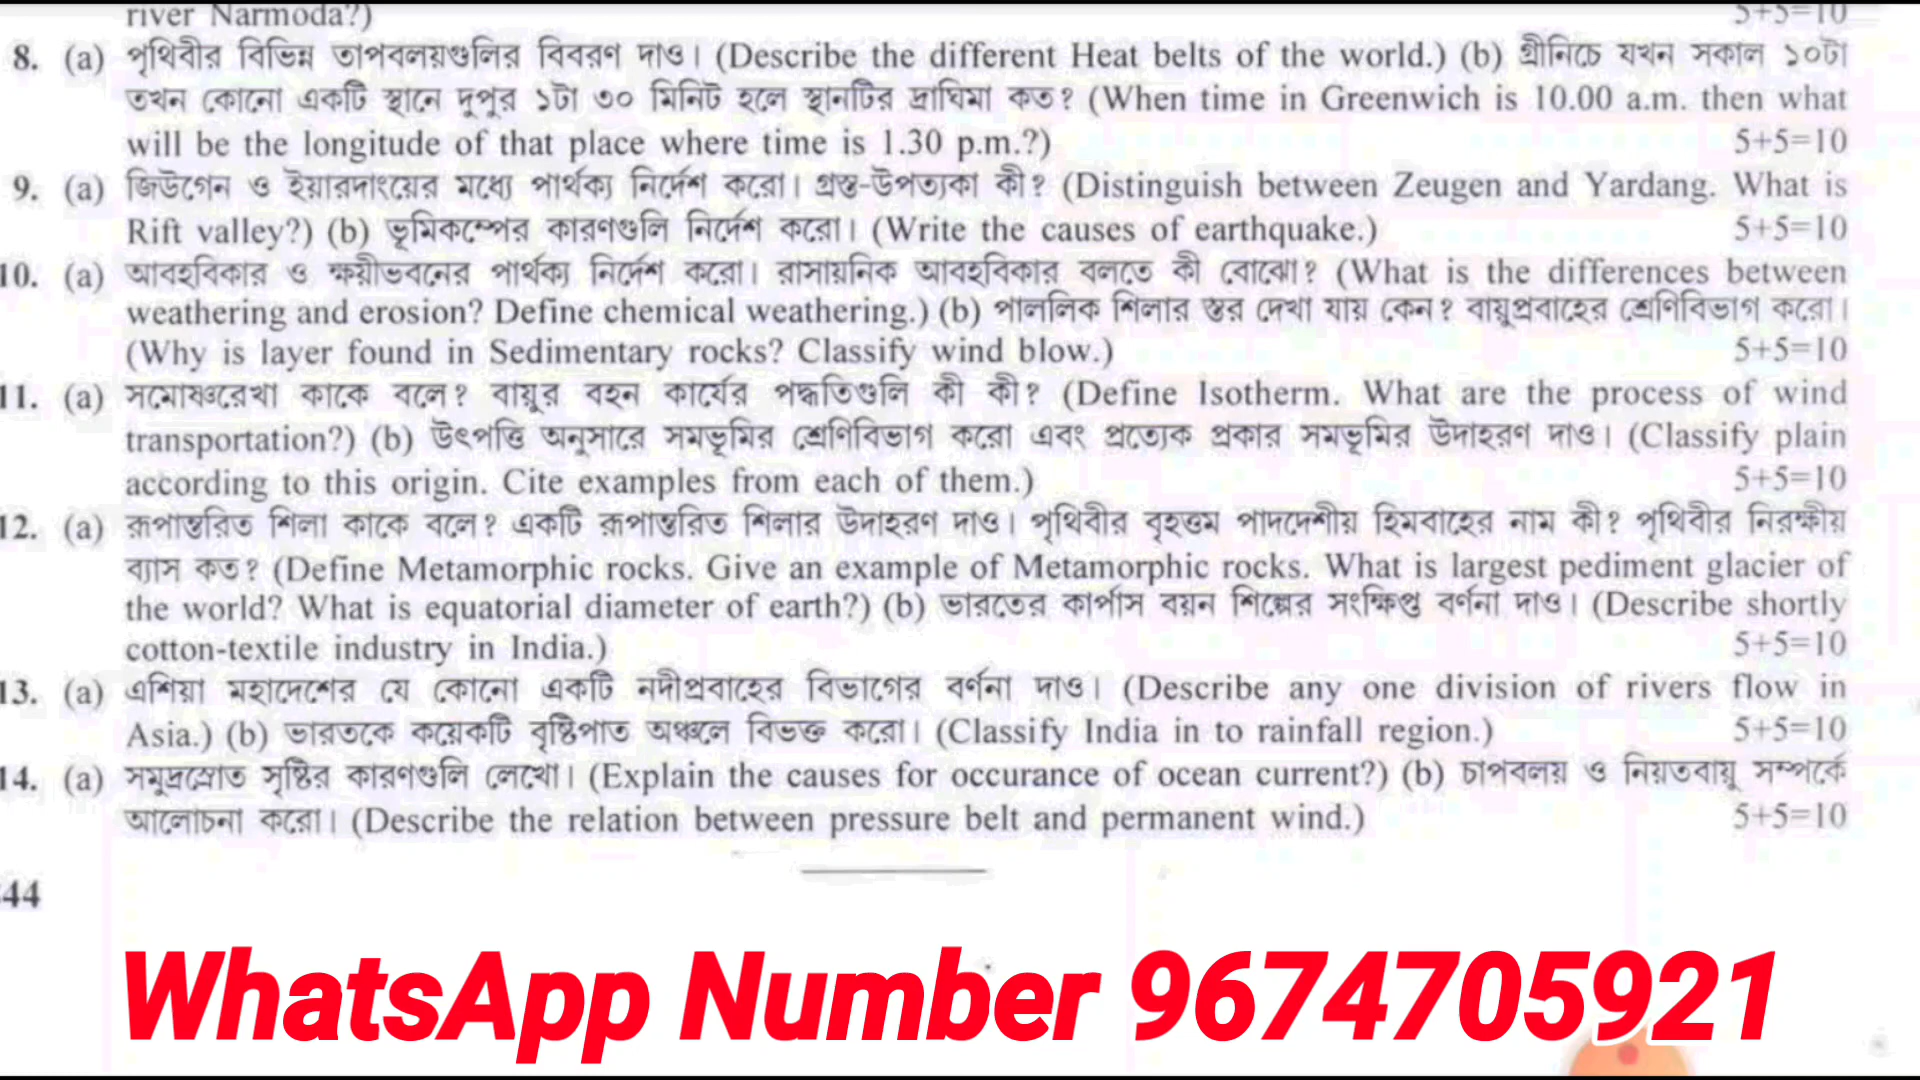 river Narmoda?) 5+5=10
8. (a) পৃথিবীর বিভিন্ন তাপবলয়গুলির বিবরণ দাও। (Describe the different Heat belts of the world.) (b) গ্রীনিচে যখন সকাল ১০টা
তখন কোনো একটি স্থানে দুপুর ১টা ৩০ মিনিট হলে স্থানটির দ্রাঘিমা কত? (When time in Greenwich is 10.00 a.m. then what
will be the longitude of that place where time is 1.30 p.m.?) 5+5=10
9. (a) জিউগেন ও ইয়ারদাংয়ের মধ্যে পার্থক্য নির্দেশ করো। গ্রস্ত-উপত্যকা কী? (Distinguish between Zeugen and Yardang. What is
Rift valley?) (b) ভূমিকম্পের কারণগুলি নির্দেশ করো। (Write the causes of earthquake.) 5+5=10
10. (a) আবহবিকার ও ক্ষয়ীভবনের পার্থক্য নির্দেশ করো। রাসায়নিক আবহবিকার বলতে কী বোঝো? (What is the differences between
weathering and erosion? Define chemical weathering.) (b) পাললিক শিলার স্তর দেখা যায় কেন? বায়ুপ্রবাহের শ্রেণিবিভাগ করো।
(Why is layer found in Sedimentary rocks? Classify wind blow.) 5+5=10
11. (a) সমোষ্ণরেখা কাকে বলে? বায়ুর বহন কার্যের পদ্ধতিগুলি কী কী? (Define Isotherm. What are the process of wind
transportation?) (b) উৎপত্তি অনুসারে সমভূমির শ্রেণিবিভাগ করো এবং প্রত্যেক প্রকার সমভূমির উদাহরণ দাও। (Classify plain
according to this origin. Cite examples from each of them.) 5+5=10
12. (a) রূপান্তরিত শিলা কাকে বলে? একটি রূপান্তরিত শিলার উদাহরণ দাও। পৃথিবীর বৃহত্তম পাদদেশীয় হিমবাহের নাম কী? পৃথিবীর নিরক্ষীয়
ব্যাস কত? (Define Metamorphic rocks. Give an example of Metamorphic rocks. What is largest pediment glacier of
the world? What is equatorial diameter of earth?) (b) ভারতের কার্পাস বয়ন শিল্পের সংক্ষিপ্ত বর্ণনা দাও। (Describe shortly
cotton-textile industry in India.) 5+5=10
13. (a) এশিয়া মহাদেশের যে কোনো একটি নদীপ্রবাহের বিভাগের বর্ণনা দাও। (Describe any one division of rivers flow in
Asia.) (b) ভারতকে কয়েকটি বৃষ্টিপাত অঞ্চলে বিভক্ত করো। (Classify India in to rainfall region.) 5+5=10
14. (a) সমুদ্রস্রোত সৃষ্টির কারণগুলি লেখো। (Explain the causes for occurance of ocean current?) (b) চাপবলয় ও নিয়তবায়ু সম্পর্কে
আলোচনা করো। (Describe the relation between pressure belt and permanent wind.) 5+5=10
44
WhatsApp Number 9674705921